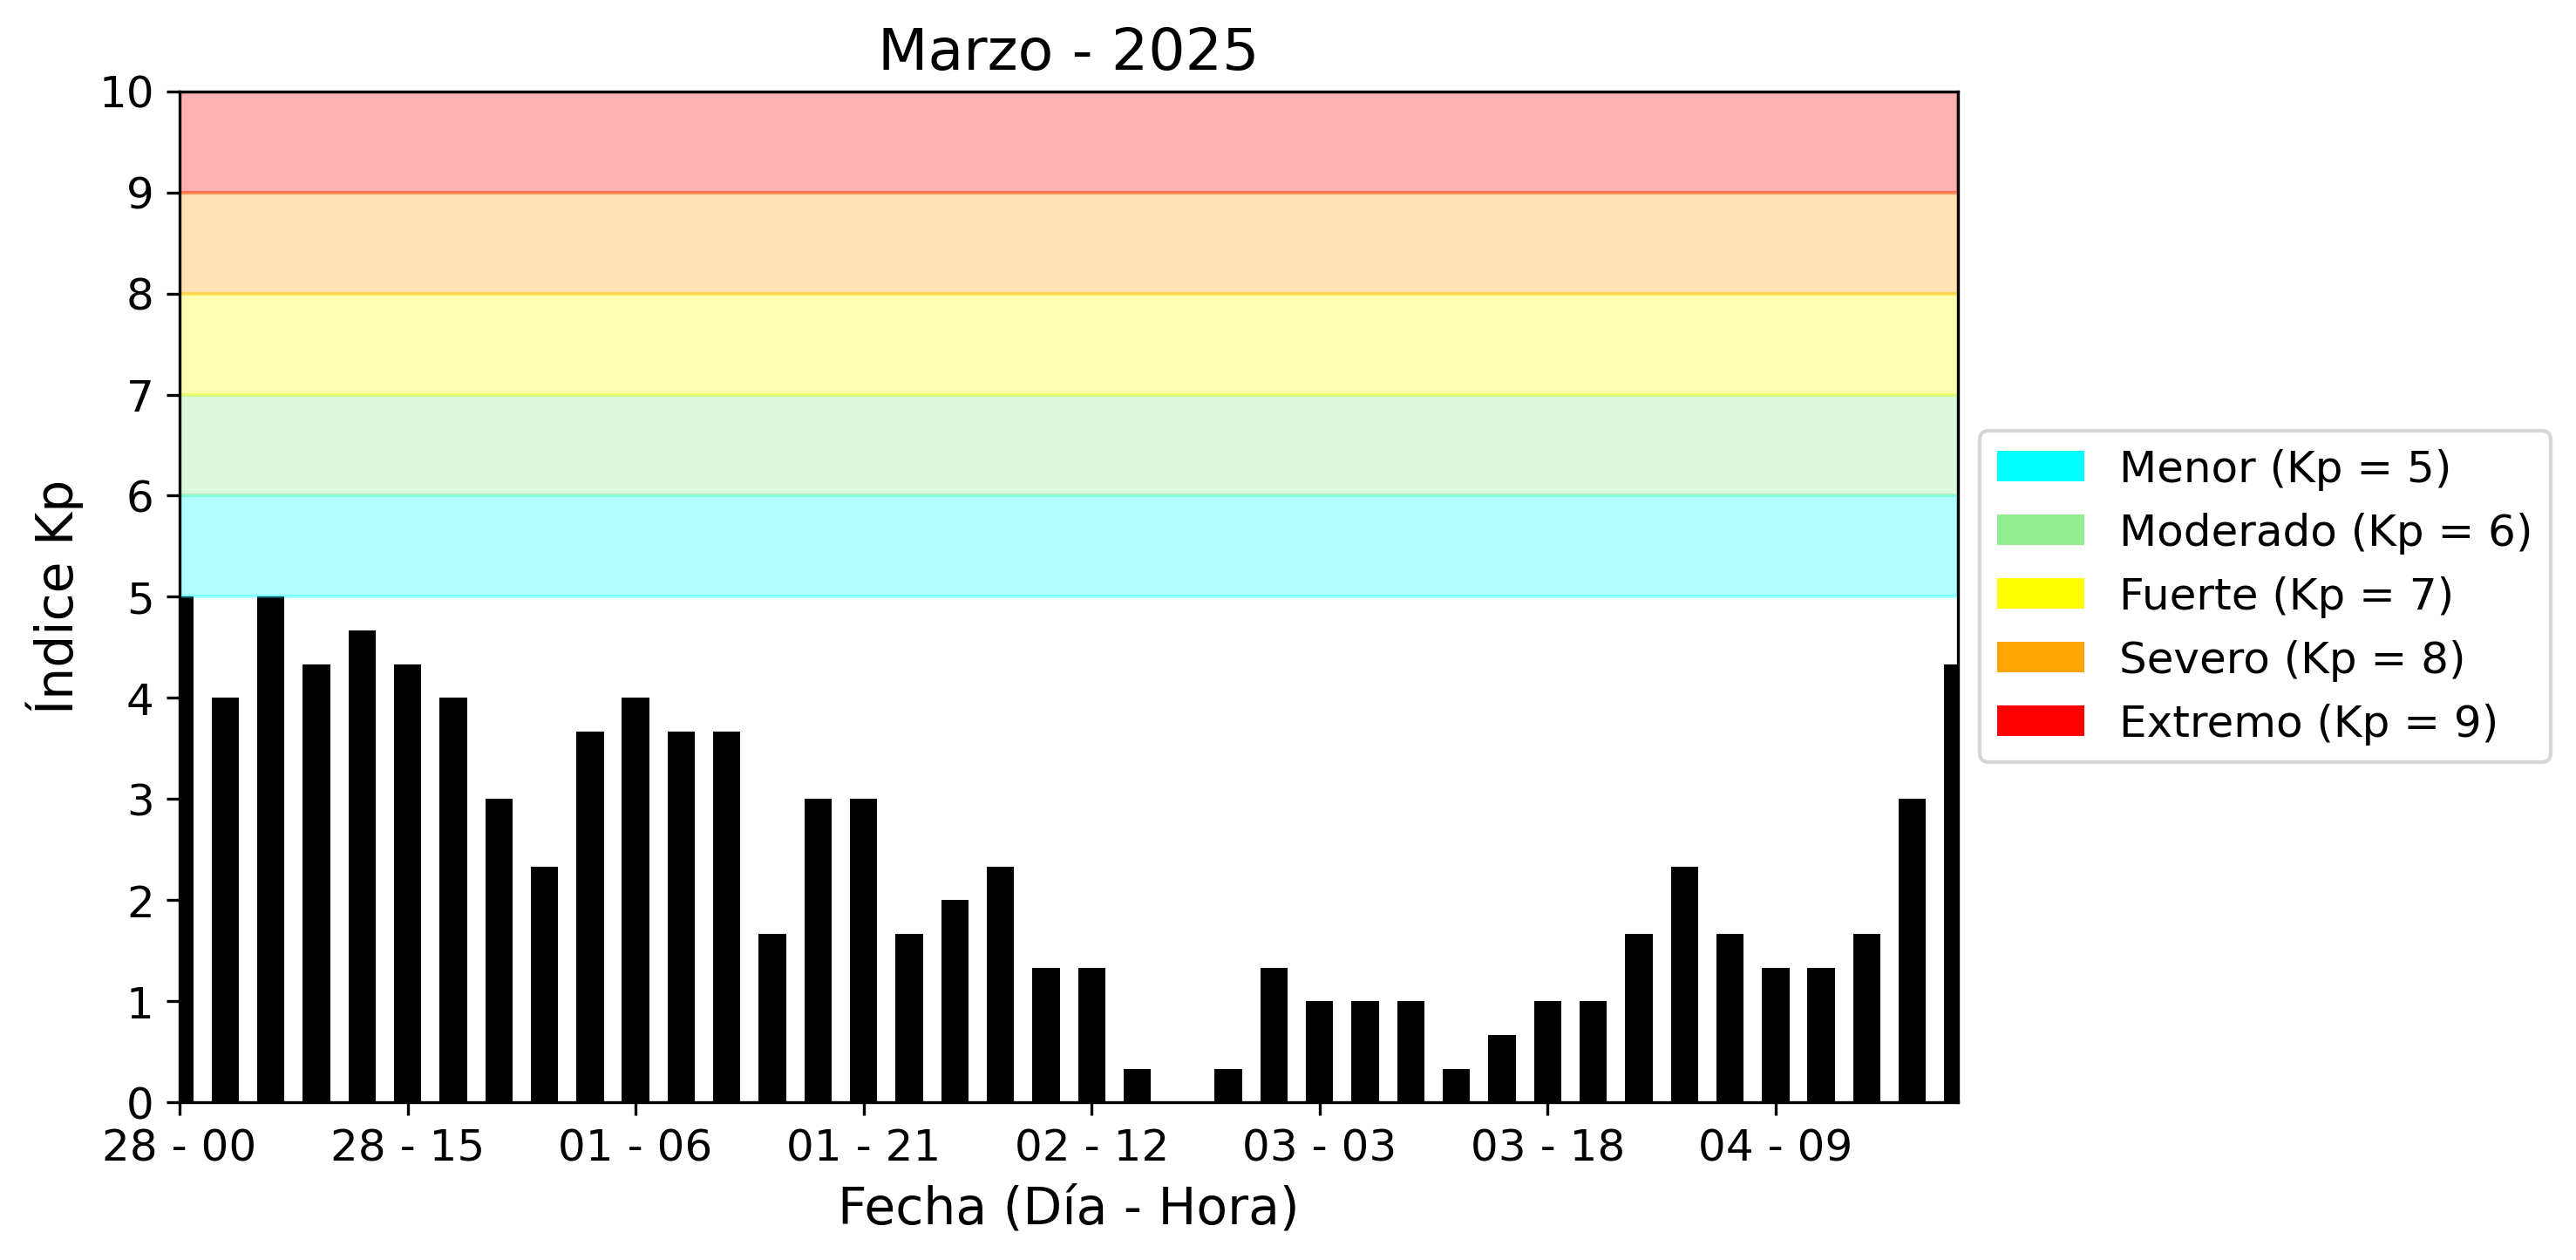 Marzo - 2025
10
9
8
7
6
5
4
3
2
1
0
Índice Kp
28 - 00
28 - 15
01 - 06
01 - 21
02 - 12
03 - 03
03 - 18
04 - 09
Fecha (Día - Hora)
Menor (Kp = 5)
Moderado (Kp = 6)
Fuerte (Kp = 7)
Severo (Kp = 8)
Extremo (Kp = 9)